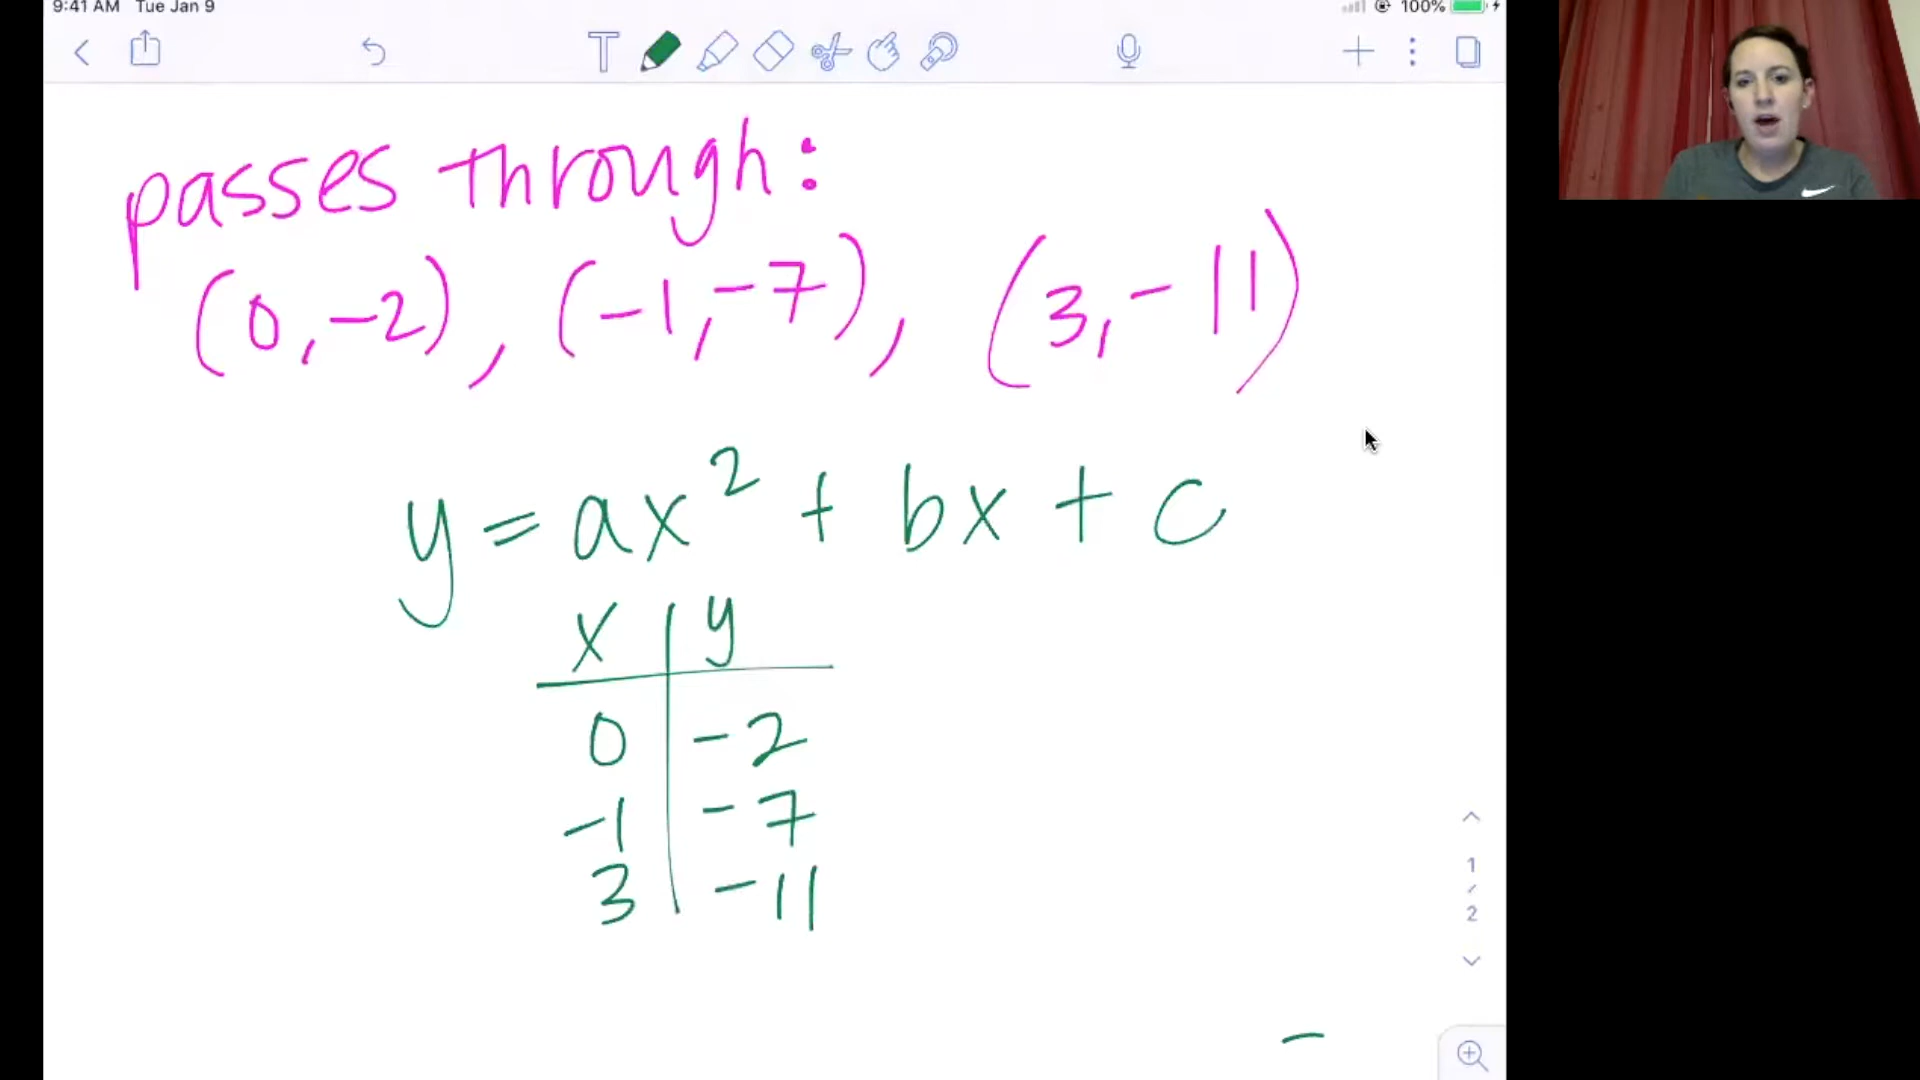 9:41 AM Tue Jan 9
100%
T
passes through:
(0,-2), (-1,-7), (3,-11)
y = ax² + bx + c
x | y
0 | -2
-1 | -7
3 | -11
1
/
2